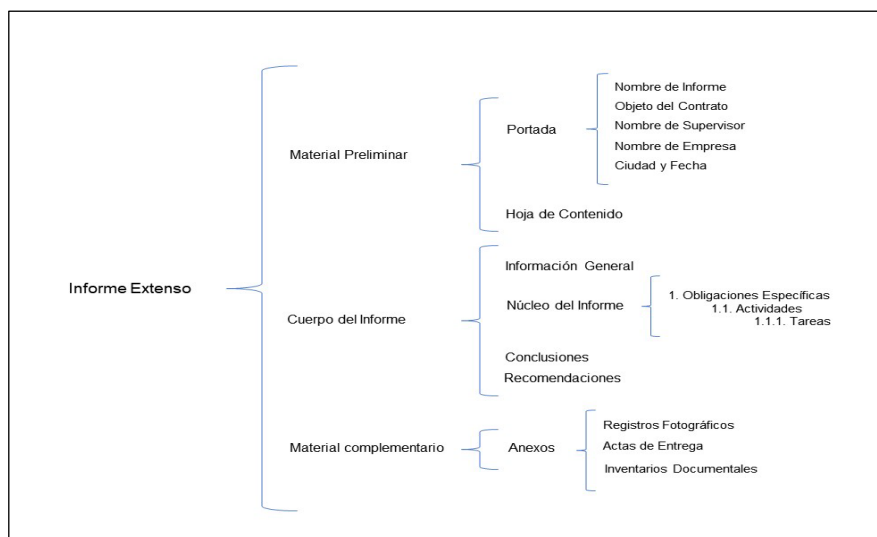 Informe Extenso
Material Preliminar
Portada
Nombre de Informe
Objeto del Contrato
Nombre de Supervisor
Nombre de Empresa
Ciudad y Fecha
Hoja de Contenido
Cuerpo del Informe
Información General
Núcleo del Informe
1. Obligaciones Específicas
1.1. Actividades
1.1.1. Tareas
Conclusiones
Recomendaciones
Material complementario
Anexos
Registros Fotográficos
Actas de Entrega
Inventarios Documentales